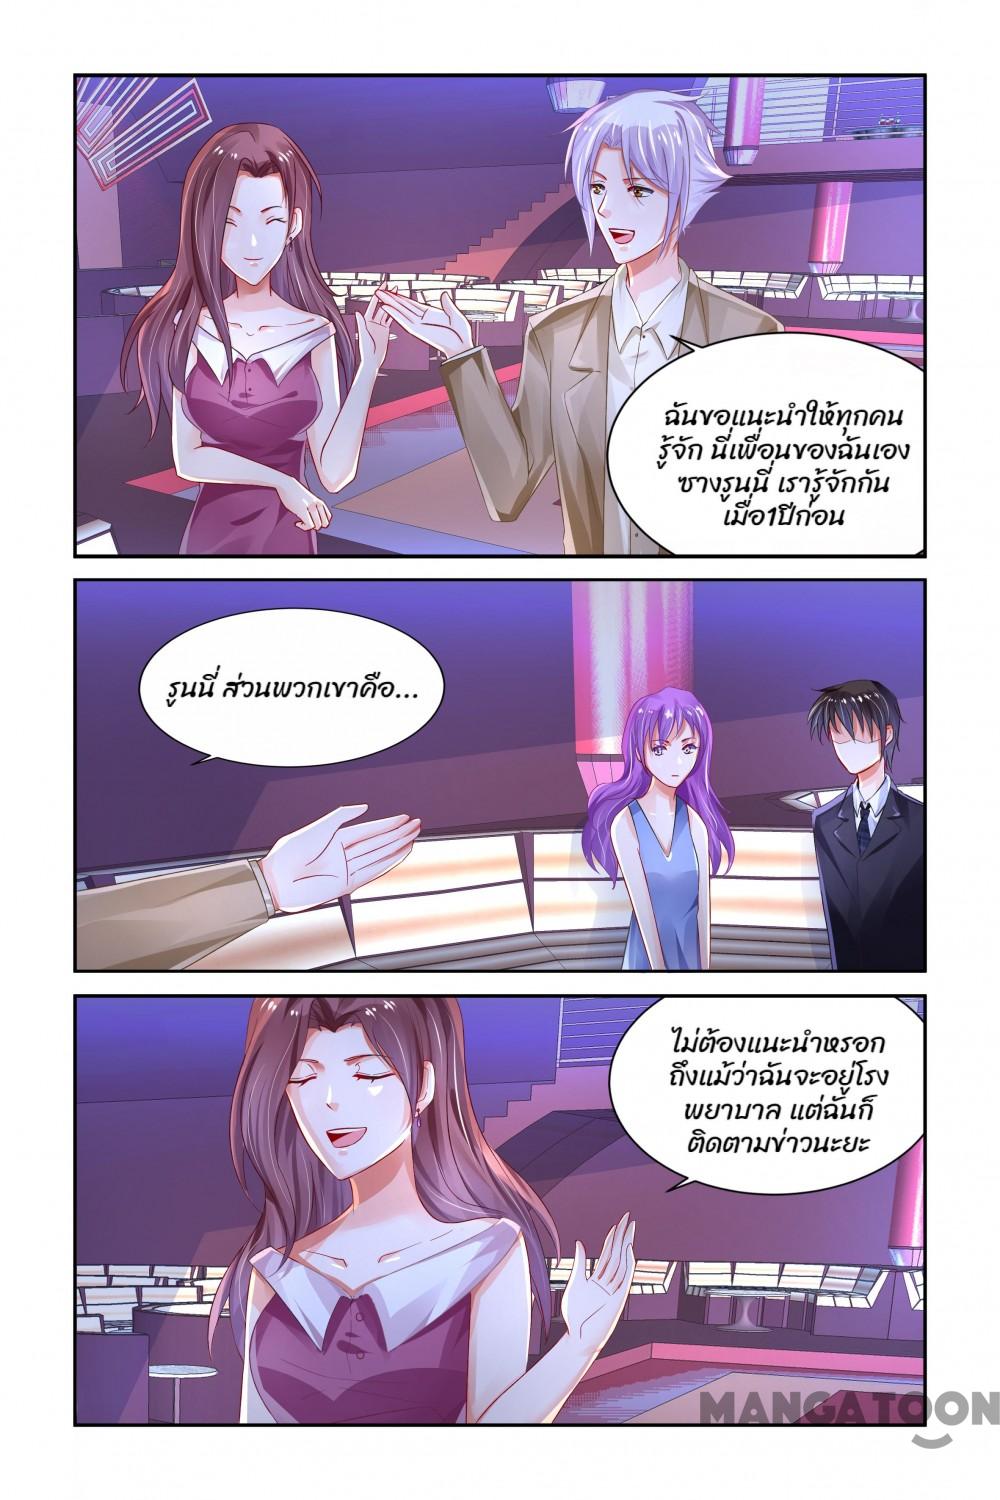 ฉันขอแนะนำให้ทุกคน
รู้จัก นี่เพื่อนของฉันเอง
ซางรูนนี่ เรารู้จักกัน
เมื่อ1ปีก่อน
รูนนี่ ส่วนพวกเขาคือ...
ไม่ต้องแนะนำหรอก
ถึงแม้ว่าฉันจะอยู่โรง
พยาบาล แต่ฉันก็
ติดตามข่าวนะยะ
MANGATOON